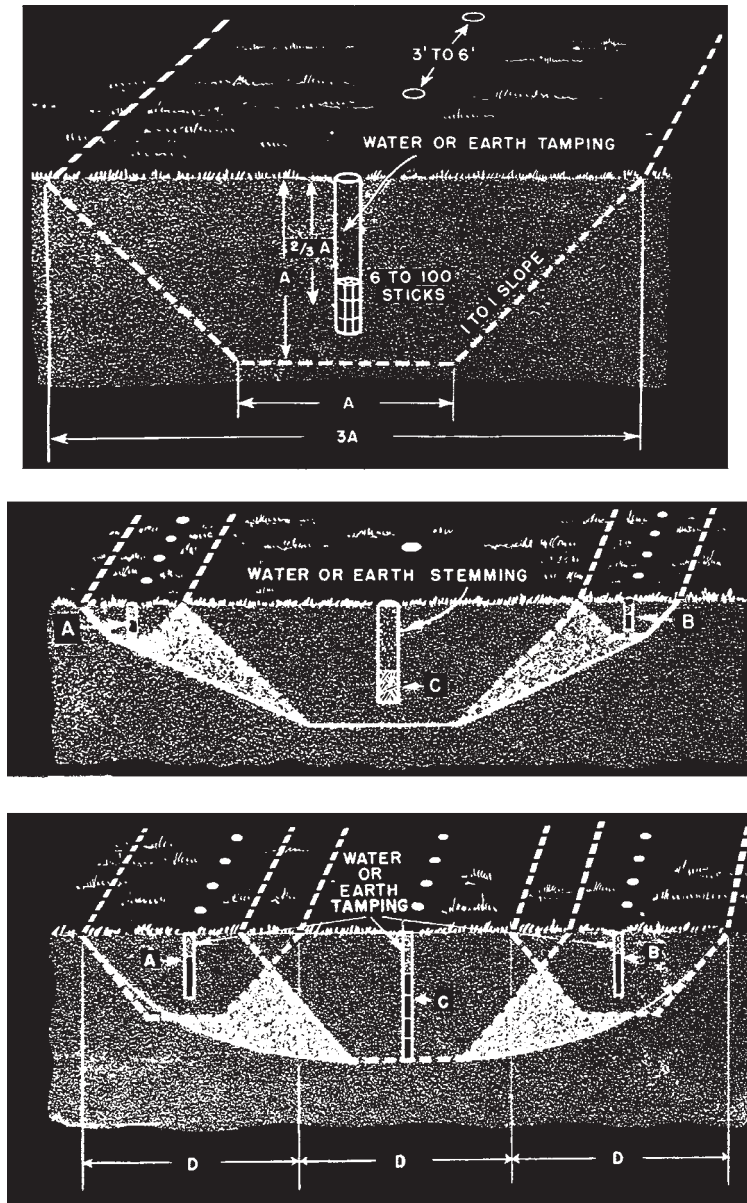 3' TO 6'
WATER OR EARTH TAMPING
2/3 A
A
6 TO 100
STICKS
1 TO 1 SLOPE
A
3A
WATER OR EARTH STEMMING
A
B
C
WATER
OR
EARTH
TAMPING
A
B
C
D
D
D